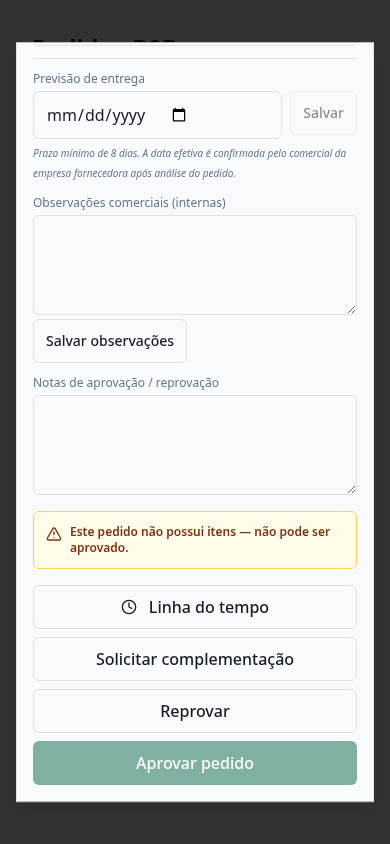 Previsão de entrega
mm/dd/yyyy
Salvar
Prazo mínimo de 8 dias. A data efetiva é confirmada pelo comercial da
empresa fornecedora após análise do pedido.
Observações comerciais (internas)
Salvar observações
Notas de aprovação / reprovação
Este pedido não possui itens — não pode ser
aprovado.
Linha do tempo
Solicitar complementação
Reprovar
Aprovar pedido